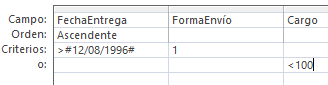 Campo: FechaEntrega FormaEnvío Cargo
Orden: Ascendente
Criterios: >#12/08/1996# 1
o: <100